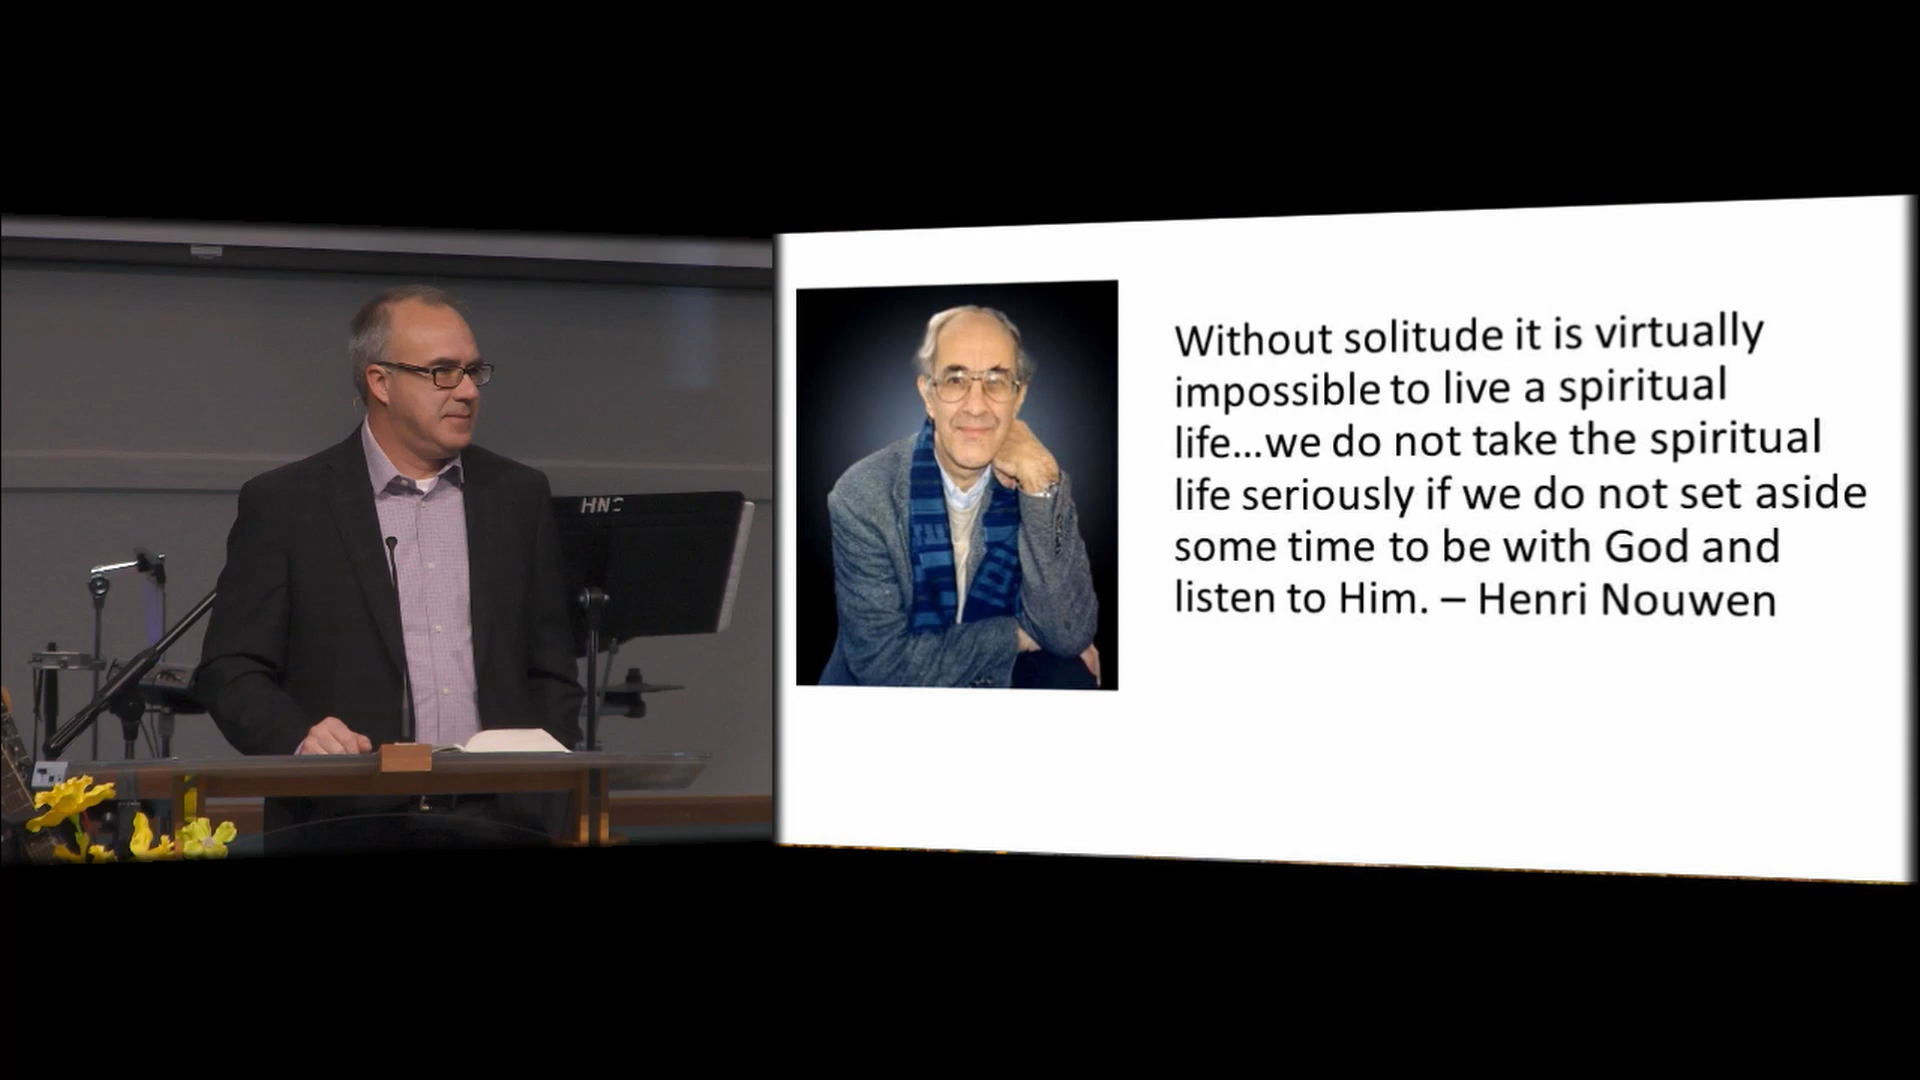 HNC
Without solitude it is virtually
impossible to live a spiritual
life...we do not take the spiritual
life seriously if we do not set aside
some time to be with God and
listen to Him. – Henri Nouwen